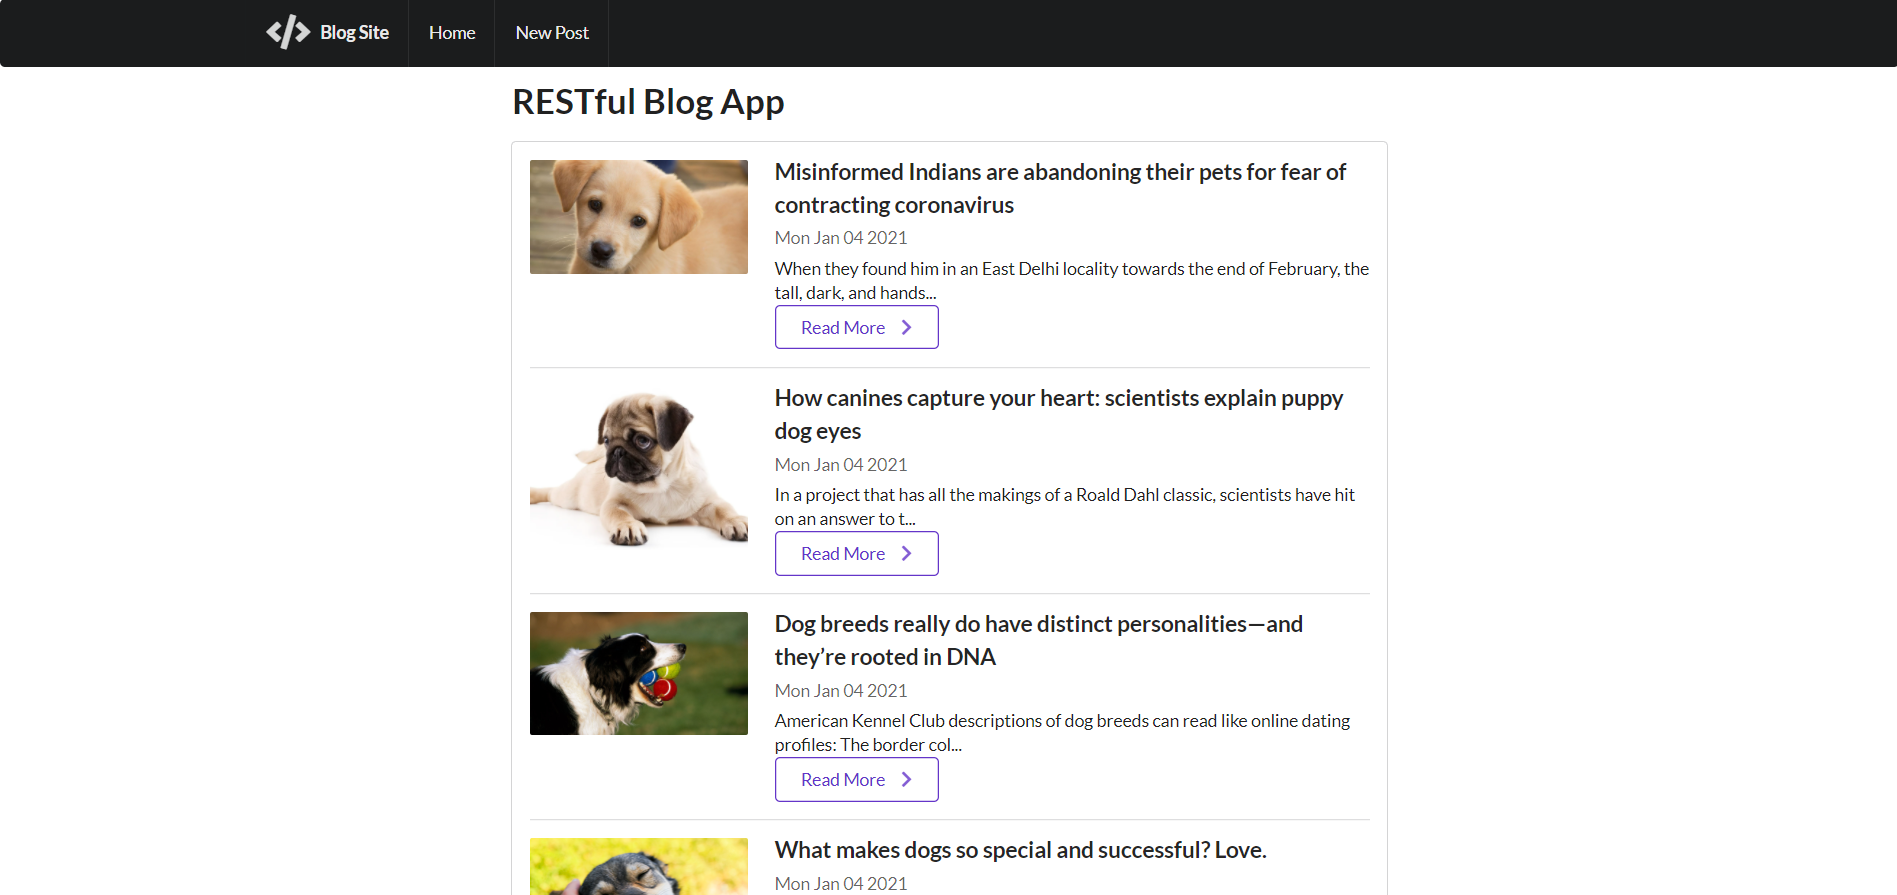 Blog Site
Home
New Post
RESTful Blog App
Misinformed Indians are abandoning their pets for fear of
contracting coronavirus
Mon Jan 04 2021
When they found him in an East Delhi locality towards the end of February, the
tall, dark, and hands...
Read More
How canines capture your heart: scientists explain puppy
dog eyes
Mon Jan 04 2021
In a project that has all the makings of a Roald Dahl classic, scientists have hit
on an answer to t...
Read More
Dog breeds really do have distinct personalities—and
they’re rooted in DNA
Mon Jan 04 2021
American Kennel Club descriptions of dog breeds can read like online dating
profiles: The border col...
Read More
What makes dogs so special and successful? Love.
Mon Jan 04 2021